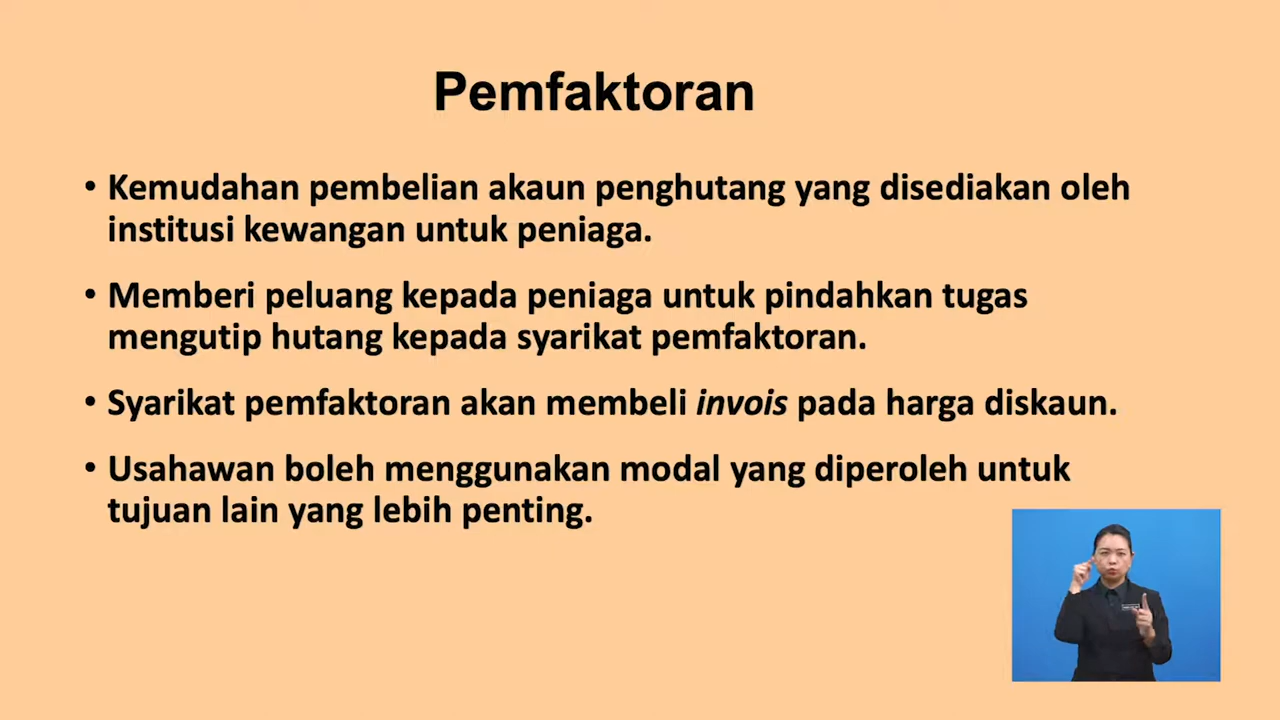 Pemfaktoran
• Kemudahan pembelian akaun penghutang yang disediakan oleh
institusi kewangan untuk peniaga.
• Memberi peluang kepada peniaga untuk pindahkan tugas
mengutip hutang kepada syarikat pemfaktoran.
• Syarikat pemfaktoran akan membeli invois pada harga diskaun.
• Usahawan boleh menggunakan modal yang diperoleh untuk
tujuan lain yang lebih penting.